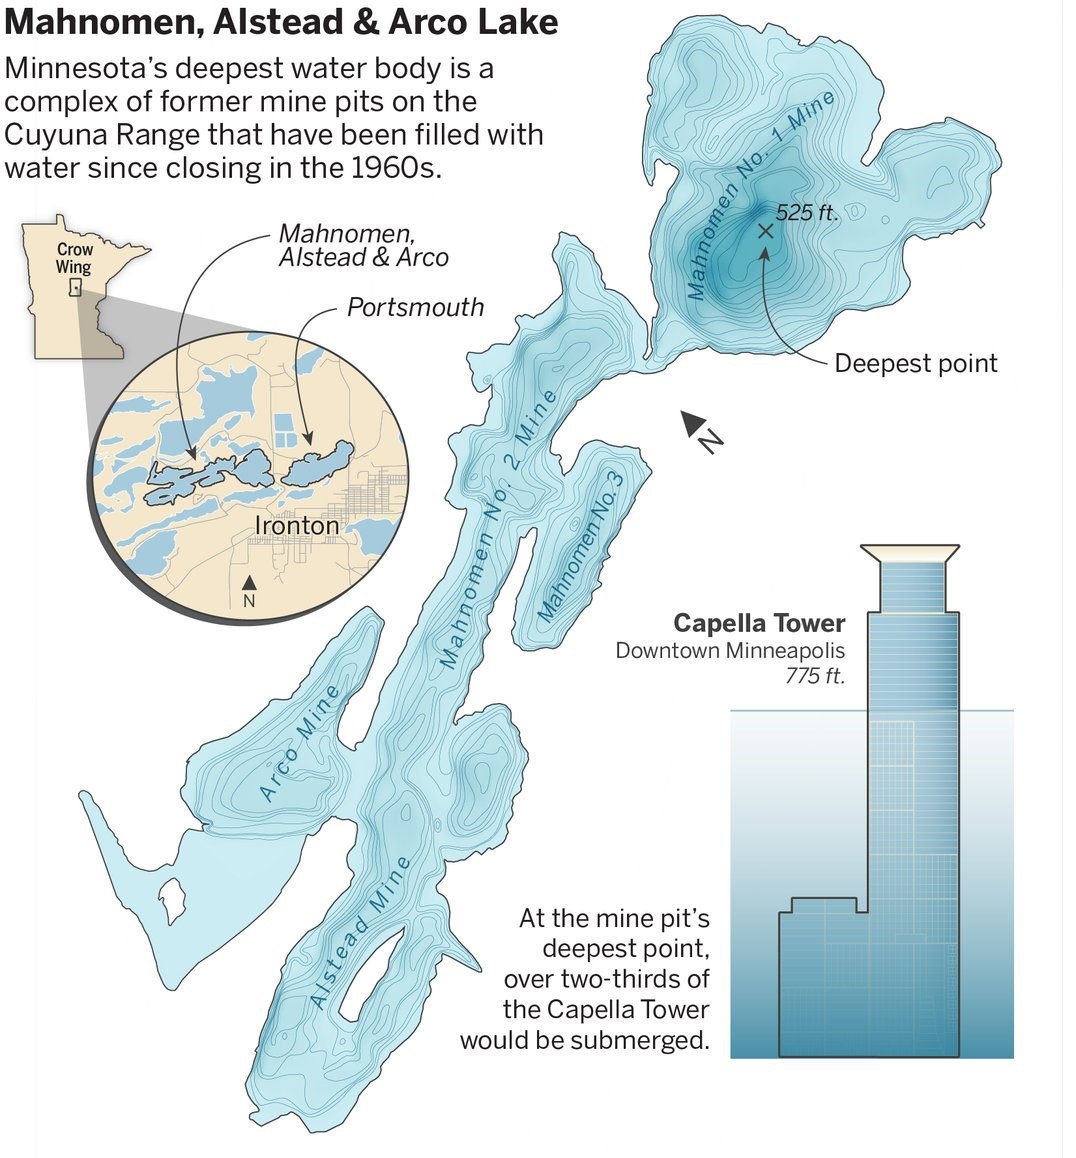 Mahnomen, Alstead & Arco Lake
Minnesota’s deepest water body is a
complex of former mine pits on the
Cuyuna Range that have been filled with
water since closing in the 1960s.
Crow
Wing
Mahnomen,
Alstead & Arco
Portsmouth
Ironton
N
Mahnomen No. 1 Mine
525 ft.
Deepest point
N
Mahnomen No. 2 Mine
Mahnomen No. 3
Arco Mine
Alstead Mine
Capella Tower
Downtown Minneapolis
775 ft.
At the mine pit’s
deepest point,
over two-thirds of
the Capella Tower
would be submerged.